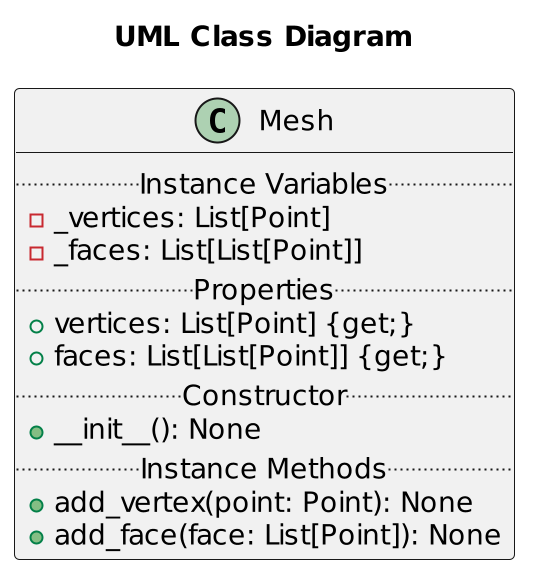 UML Class Diagram
C Mesh
Instance Variables
_vertices: List[Point]
_faces: List[List[Point]]
Properties
vertices: List[Point] {get;}
faces: List[List[Point]] {get;}
Constructor
__init__(): None
Instance Methods
add_vertex(point: Point): None
add_face(face: List[Point]): None